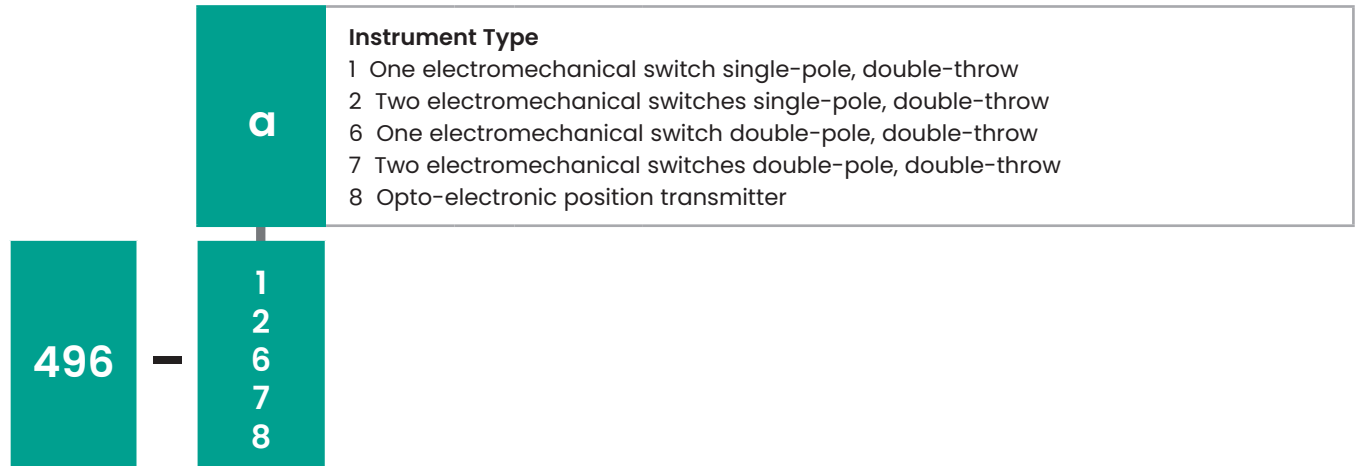 a
Instrument Type
1 One electromechanical switch single-pole, double-throw
2 Two electromechanical switches single-pole, double-throw
6 One electromechanical switch double-pole, double-throw
7 Two electromechanical switches double-pole, double-throw
8 Opto-electronic position transmitter
496 -
1
2
6
7
8